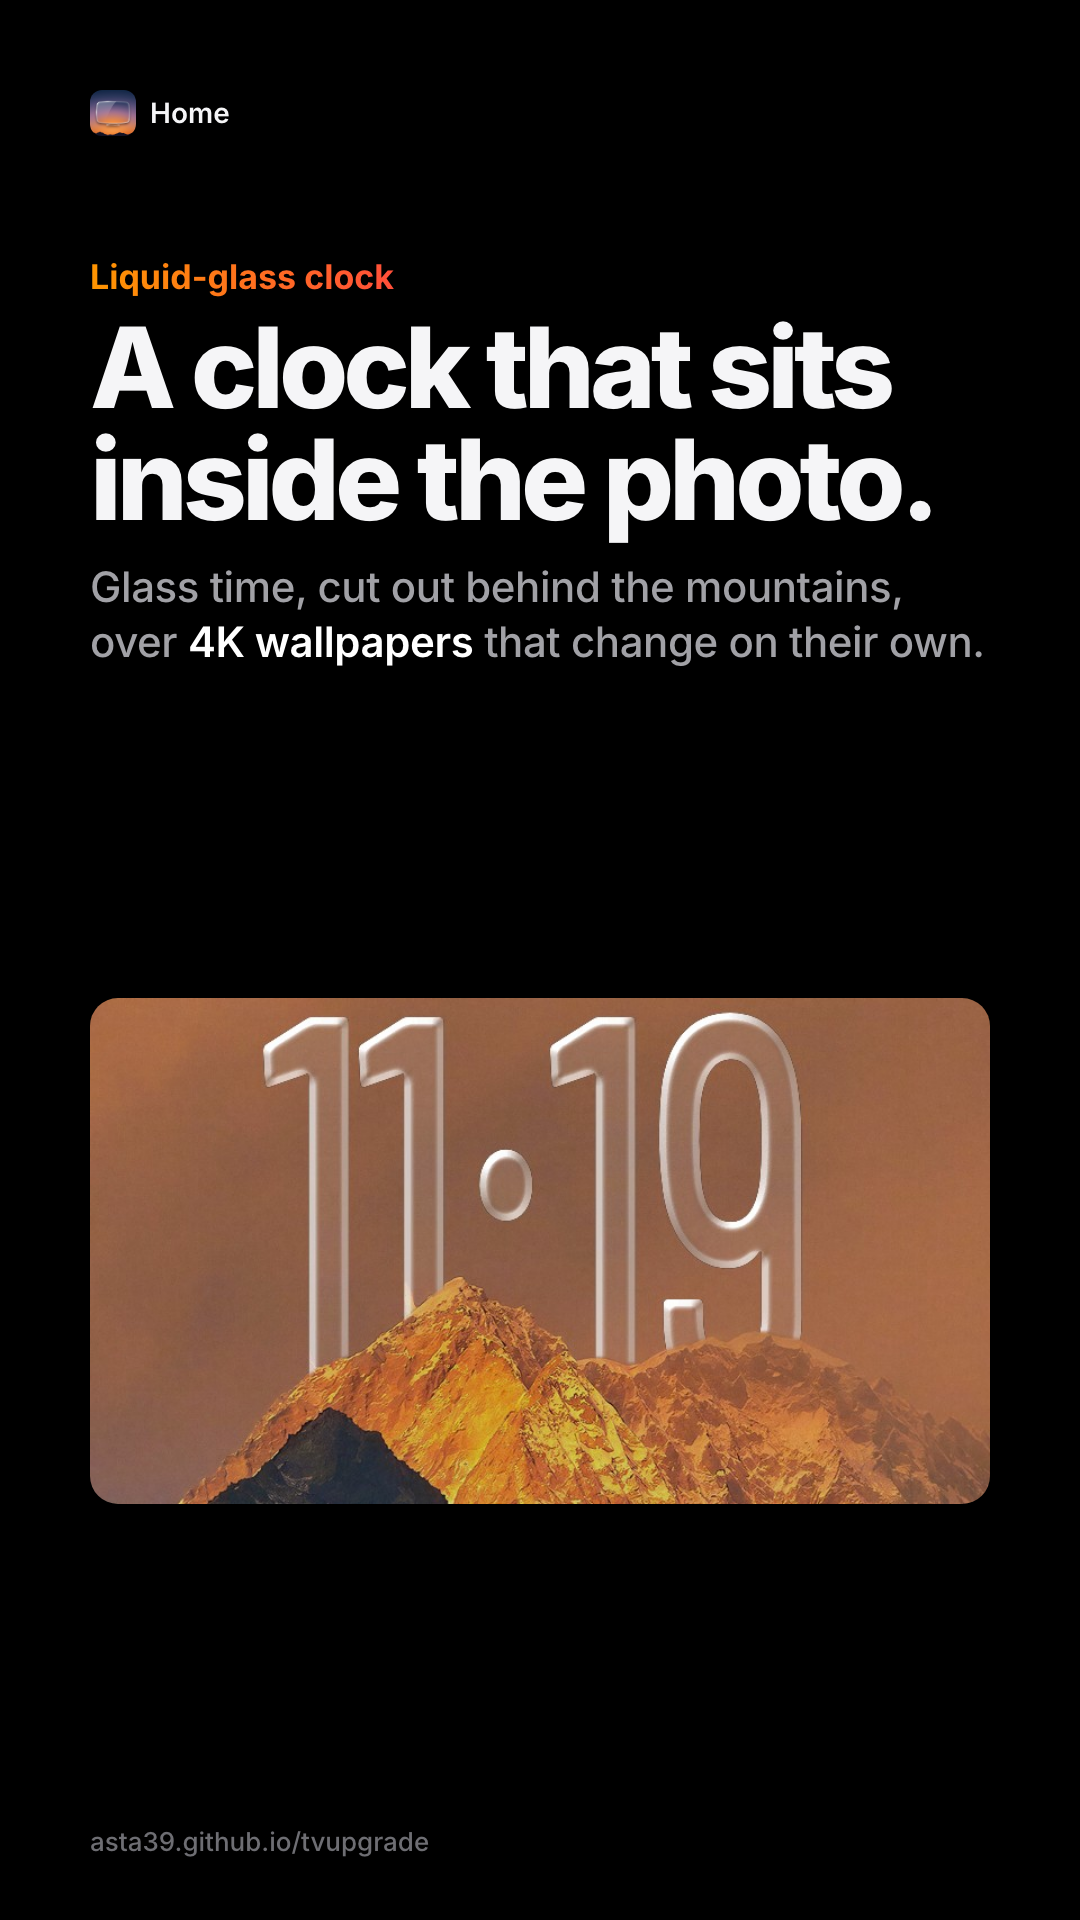 Home
Liquid-glass clock
A clock that sits
inside the photo.
Glass time, cut out behind the mountains,
over 4K wallpapers that change on their own.
11·19
asta39.github.io/tvupgrade